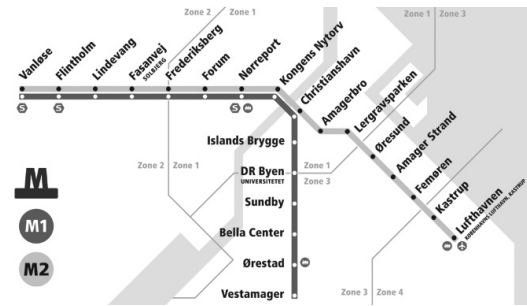 Zone 2
Zone 1
Zone 1
Zone 3
Vanløse
Flintholm
Lindevang
Fasanvej
SOLBJERG
Frederiksberg
Forum
Nørreport
Kongens Nytorv
Christianshavn
Amagerbro
Lergravsparken
Øresund
Amager Strand
Femøren
Kastrup
Lufthavnen
KØBENHAVNS LUFTHAVN, KASTRUP
S
S
S
Islands Brygge
Zone 2
Zone 1
DR Byen
UNIVERSITETET
Zone 1
Zone 3
Sundby
Bella Center
Ørestad
Vestamager
Zone 3
Zone 4
M
M1
M2